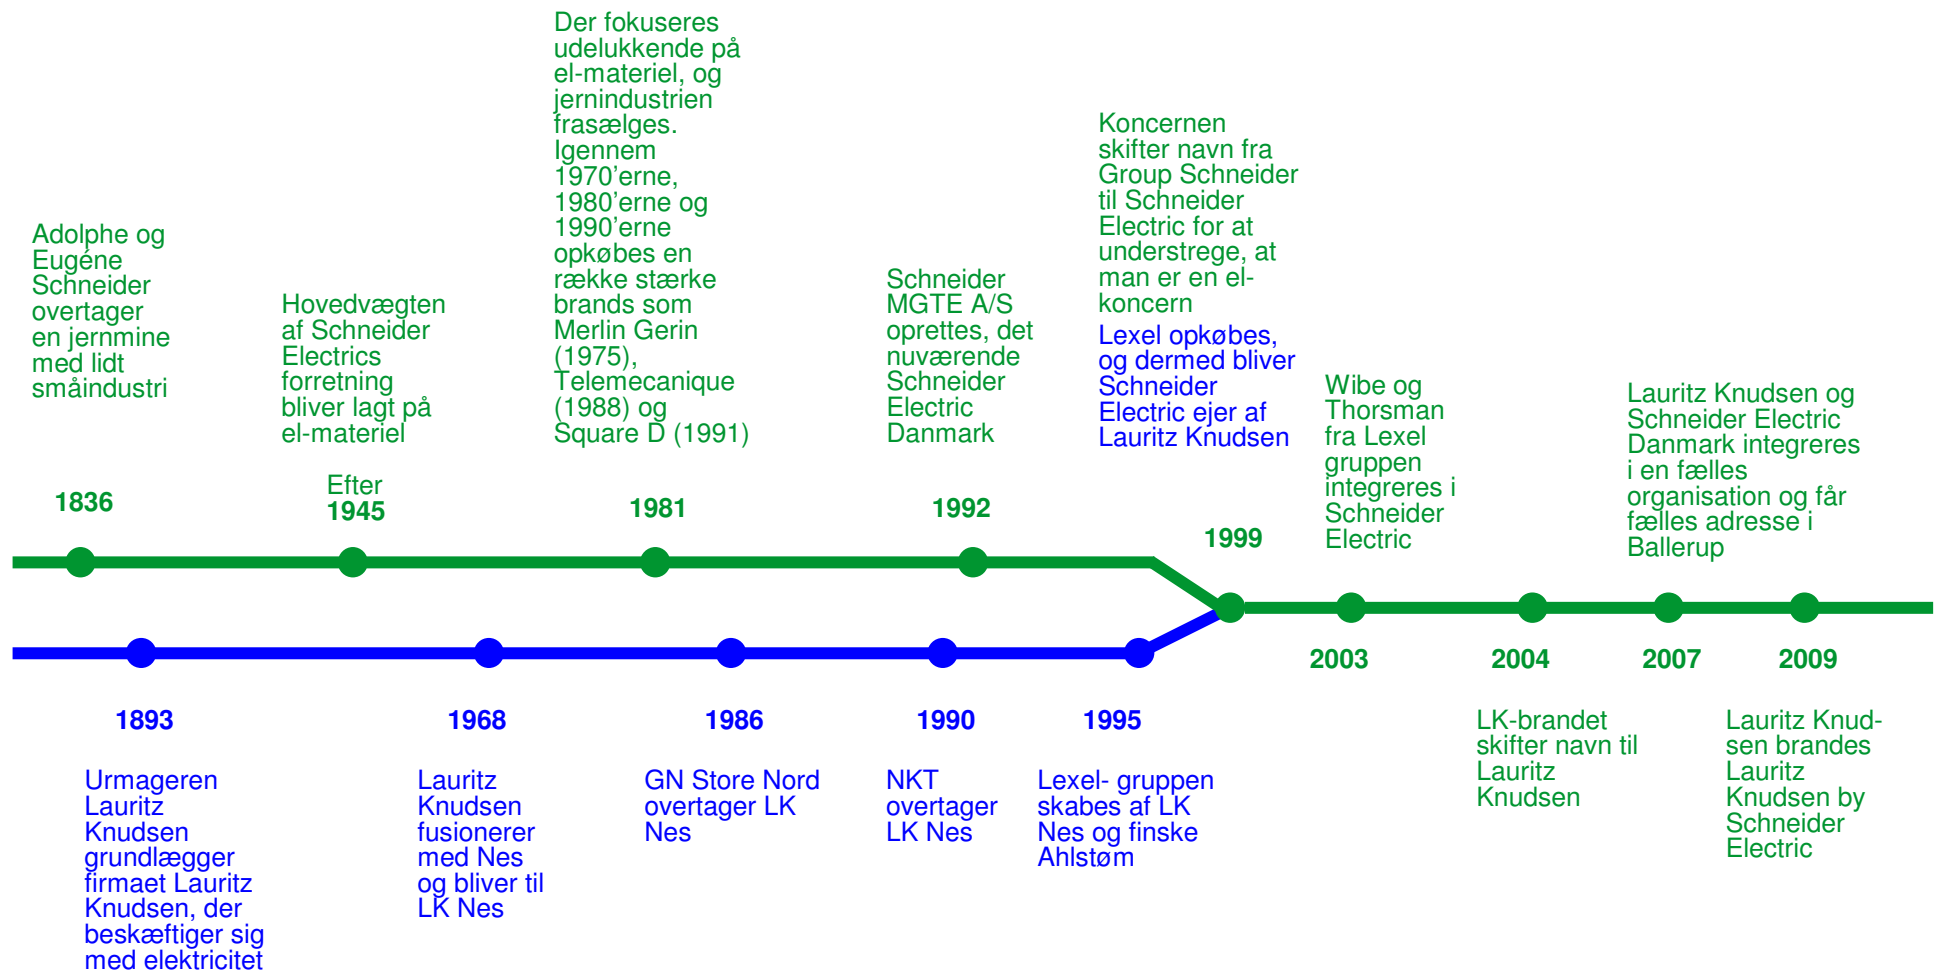 Adolphe og
Eugéne
Schneider
overtager
en jernmine
med lidt
småindustri
1836
Hovedvægten
af Schneider
Electrics
forretning
bliver lagt på
el-materiel
Efter
1945
Der fokuseres
udelukkende på
el-materiel, og
jernindustrien
frasælges.
Igennem
1970’erne,
1980’erne og
1990’erne
opkøbes en
række stærke
brands som
Merlin Gerin
(1975),
Telemecanique
(1988) og
Square D (1991)
1981
Schneider
MGTE A/S
oprettes, det
nuværende
Schneider
Electric
Danmark
1992
Koncernen
skifter navn fra
Group Schneider
til Schneider
Electric for at
understrege, at
man er en el-
koncern
Lexel opkøbes,
og dermed bliver
Schneider
Electric ejer af
Lauritz Knudsen
1999
Wibe og
Thorsman
fra Lexel
gruppen
integreres i
Schneider
Electric
2003
2004
LK-brandet
skifter navn til
Lauritz
Knudsen
Lauritz Knudsen og
Schneider Electric
Danmark integreres
i en fælles
organisation og får
fælles adresse i
Ballerup
2007
2009
Lauritz Knud-
sen brandes
Lauritz
Knudsen by
Schneider
Electric
1893
Urmageren
Lauritz
Knudsen
grundlægger
firmaet Lauritz
Knudsen, der
beskæftiger sig
med elektricitet
1968
Lauritz
Knudsen
fusionerer
med Nes
og bliver til
LK Nes
1986
GN Store Nord
overtager LK
Nes
1990
NKT
overtager
LK Nes
1995
Lexel- gruppen
skabes af LK
Nes og finske
Ahlstøm